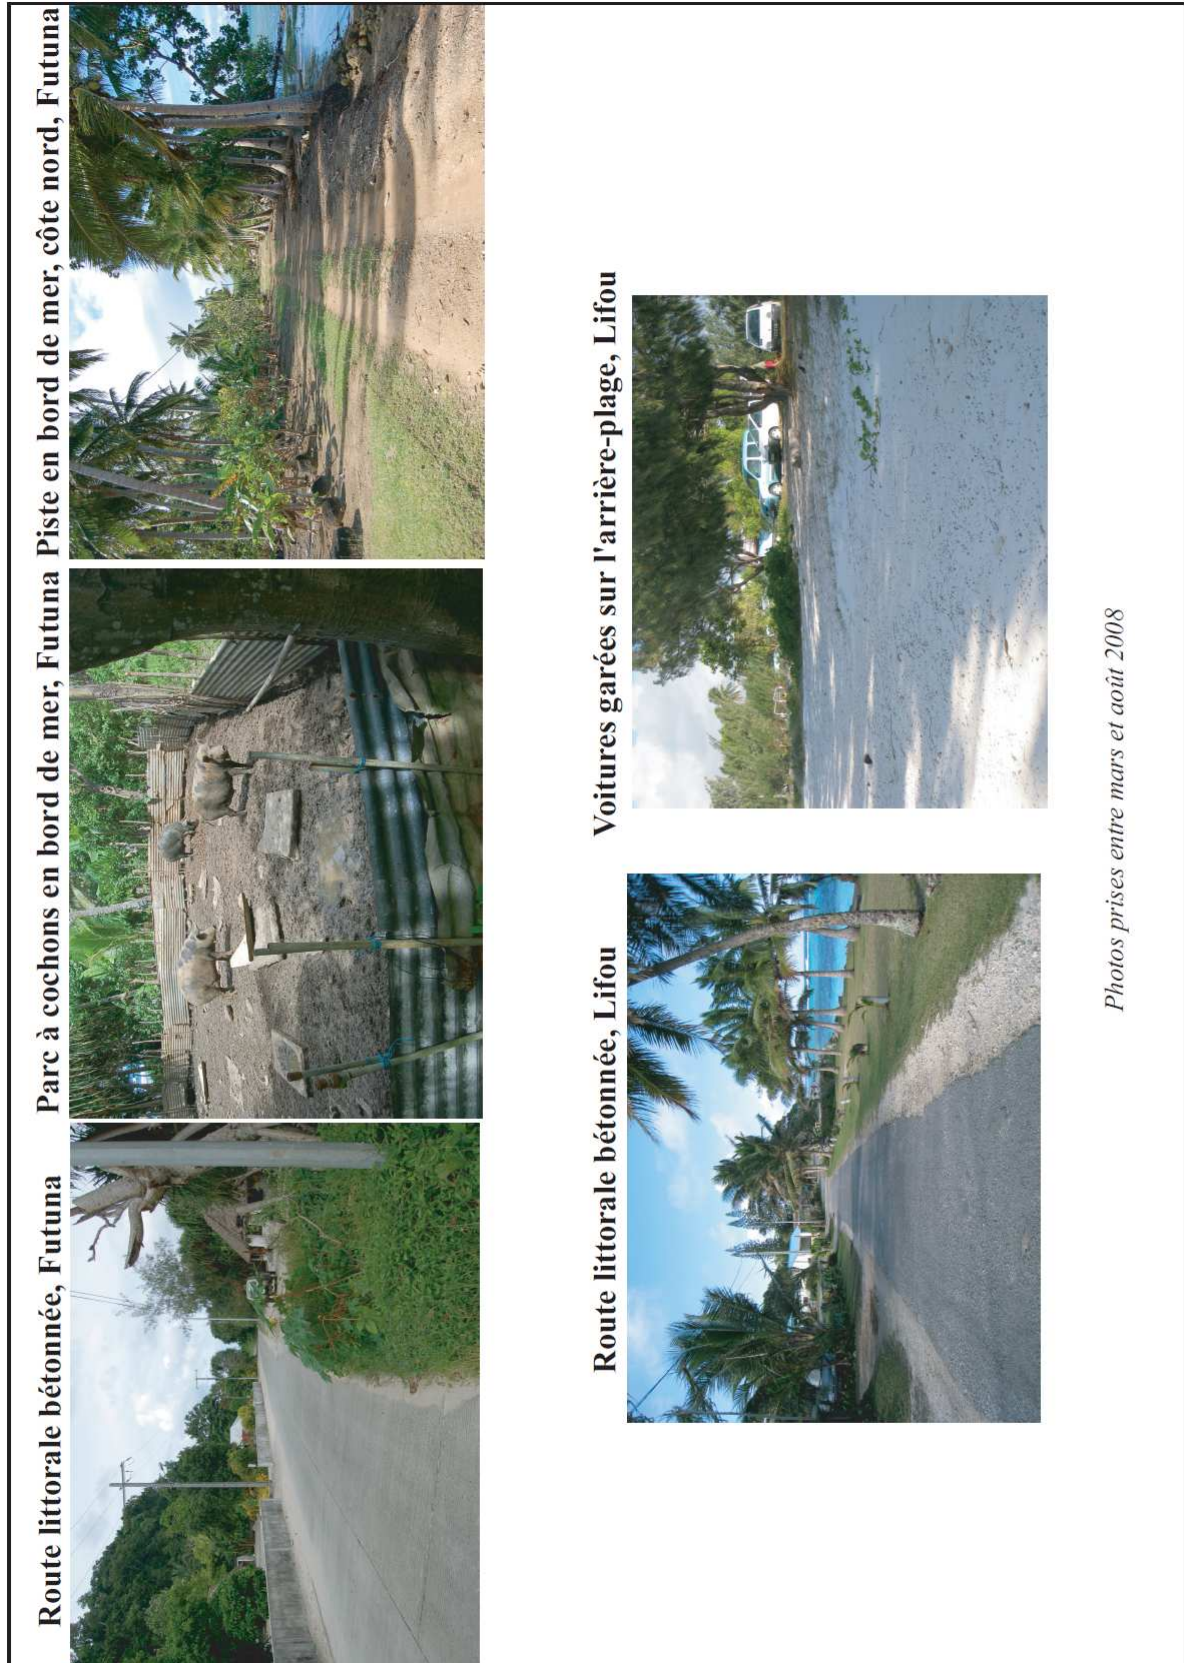 Route littorale bétonnée, Futuna
Parc à cochons en bord de mer, Futuna
Piste en bord de mer, côte nord, Futuna
Route littorale bétonnée, Lifou
Voitures garées sur l'arrière-plage, Lifou
Photos prises entre mars et août 2008